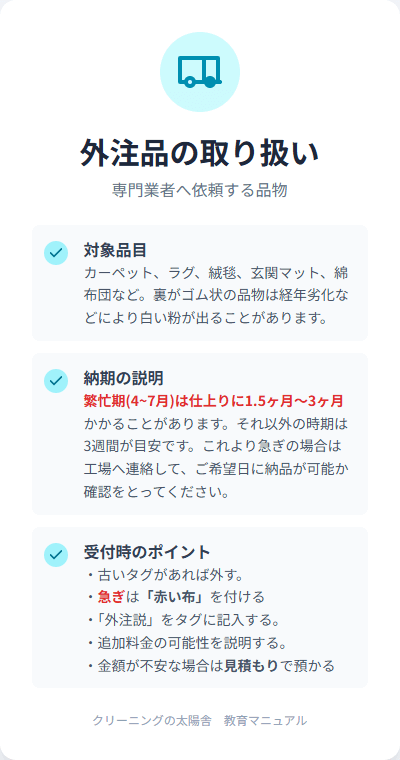 外注品の取り扱い
専門業者へ依頼する品物
対象品目
カーペット、ラグ、絨毯、玄関マット、綿
布団など。裏がゴム状の品物は経年劣化な
どにより白い粉が出ることがあります。
納期の説明
繁忙期(4~7月)は仕上りに1.5ヶ月〜3ヶ月
かかることがあります。それ以外の時期は
3週間が目安です。これより急ぎの場合は
工場へ連絡して、ご希望日に納品が可能か
確認をとってください。
受付時のポイント
・古いタグがあれば外す。
・急ぎは「赤い布」を付ける
・「外注説」をタグに記入する。
・追加料金の可能性を説明する。
・金額が不安な場合は見積もりで預かる
クリーニングの太陽舎　教育マニュアル